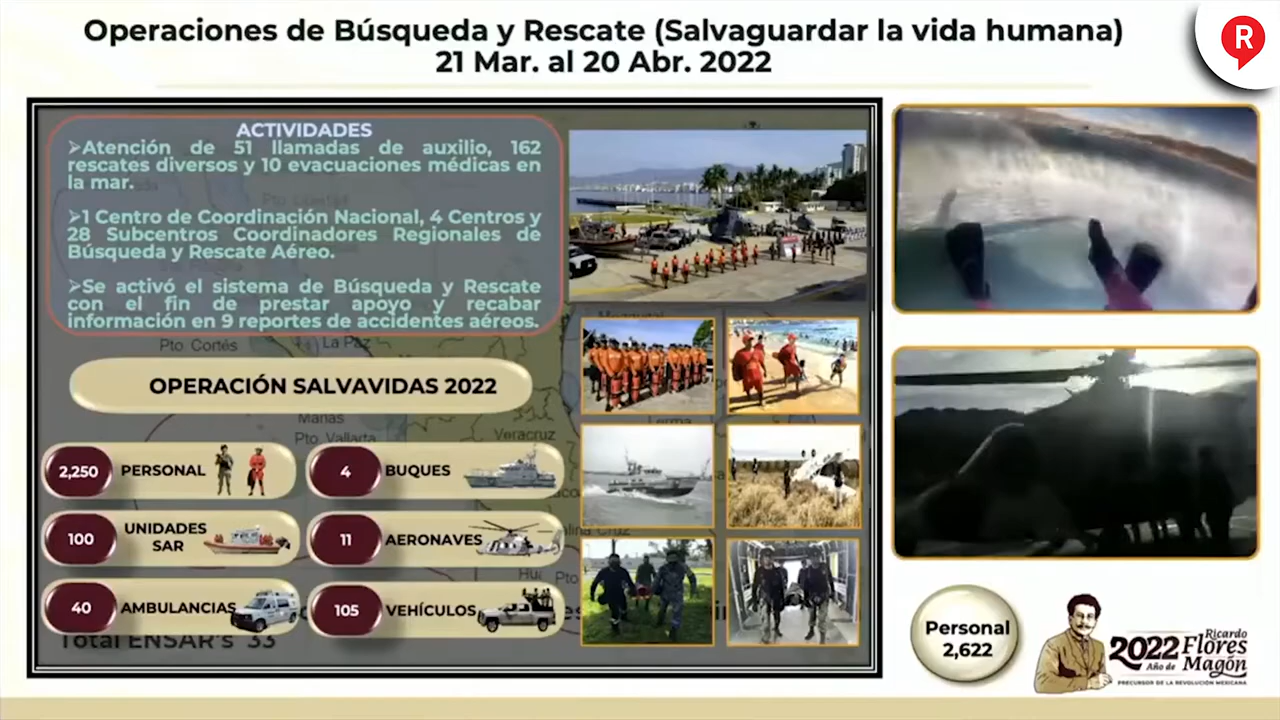 Operaciones de Búsqueda y Rescate (Salvaguardar la vida humana)
21 Mar. al 20 Abr. 2022
R
ACTIVIDADES
➢Atención de 51 llamadas de auxilio, 162
rescates diversos y 10 evacuaciones médicas en
la mar.
➢1 Centro de Coordinación Nacional, 4 Centros y
28 Subcentros Coordinadores Regionales de
Búsqueda y Rescate Aéreo.
➢Se activó el sistema de Búsqueda y Rescate
con el fin de prestar apoyo y recabar
información en 9 reportes de accidentes aéreos.
Pto. Cortés
La Paz
OPERACIÓN SALVAVIDAS 2022
Pto. Vallarta
Veracruz
2,250 PERSONAL
4 BUQUES
100 UNIDADES
SAR
11 AERONAVES
40 AMBULANCIAS
105 VEHÍCULOS
Total ENSAR's 33
Personal
2,622
2022
Año de
Ricardo
Flores
Magón
PRECURSOR DE LA REVOLUCIÓN MEXICANA